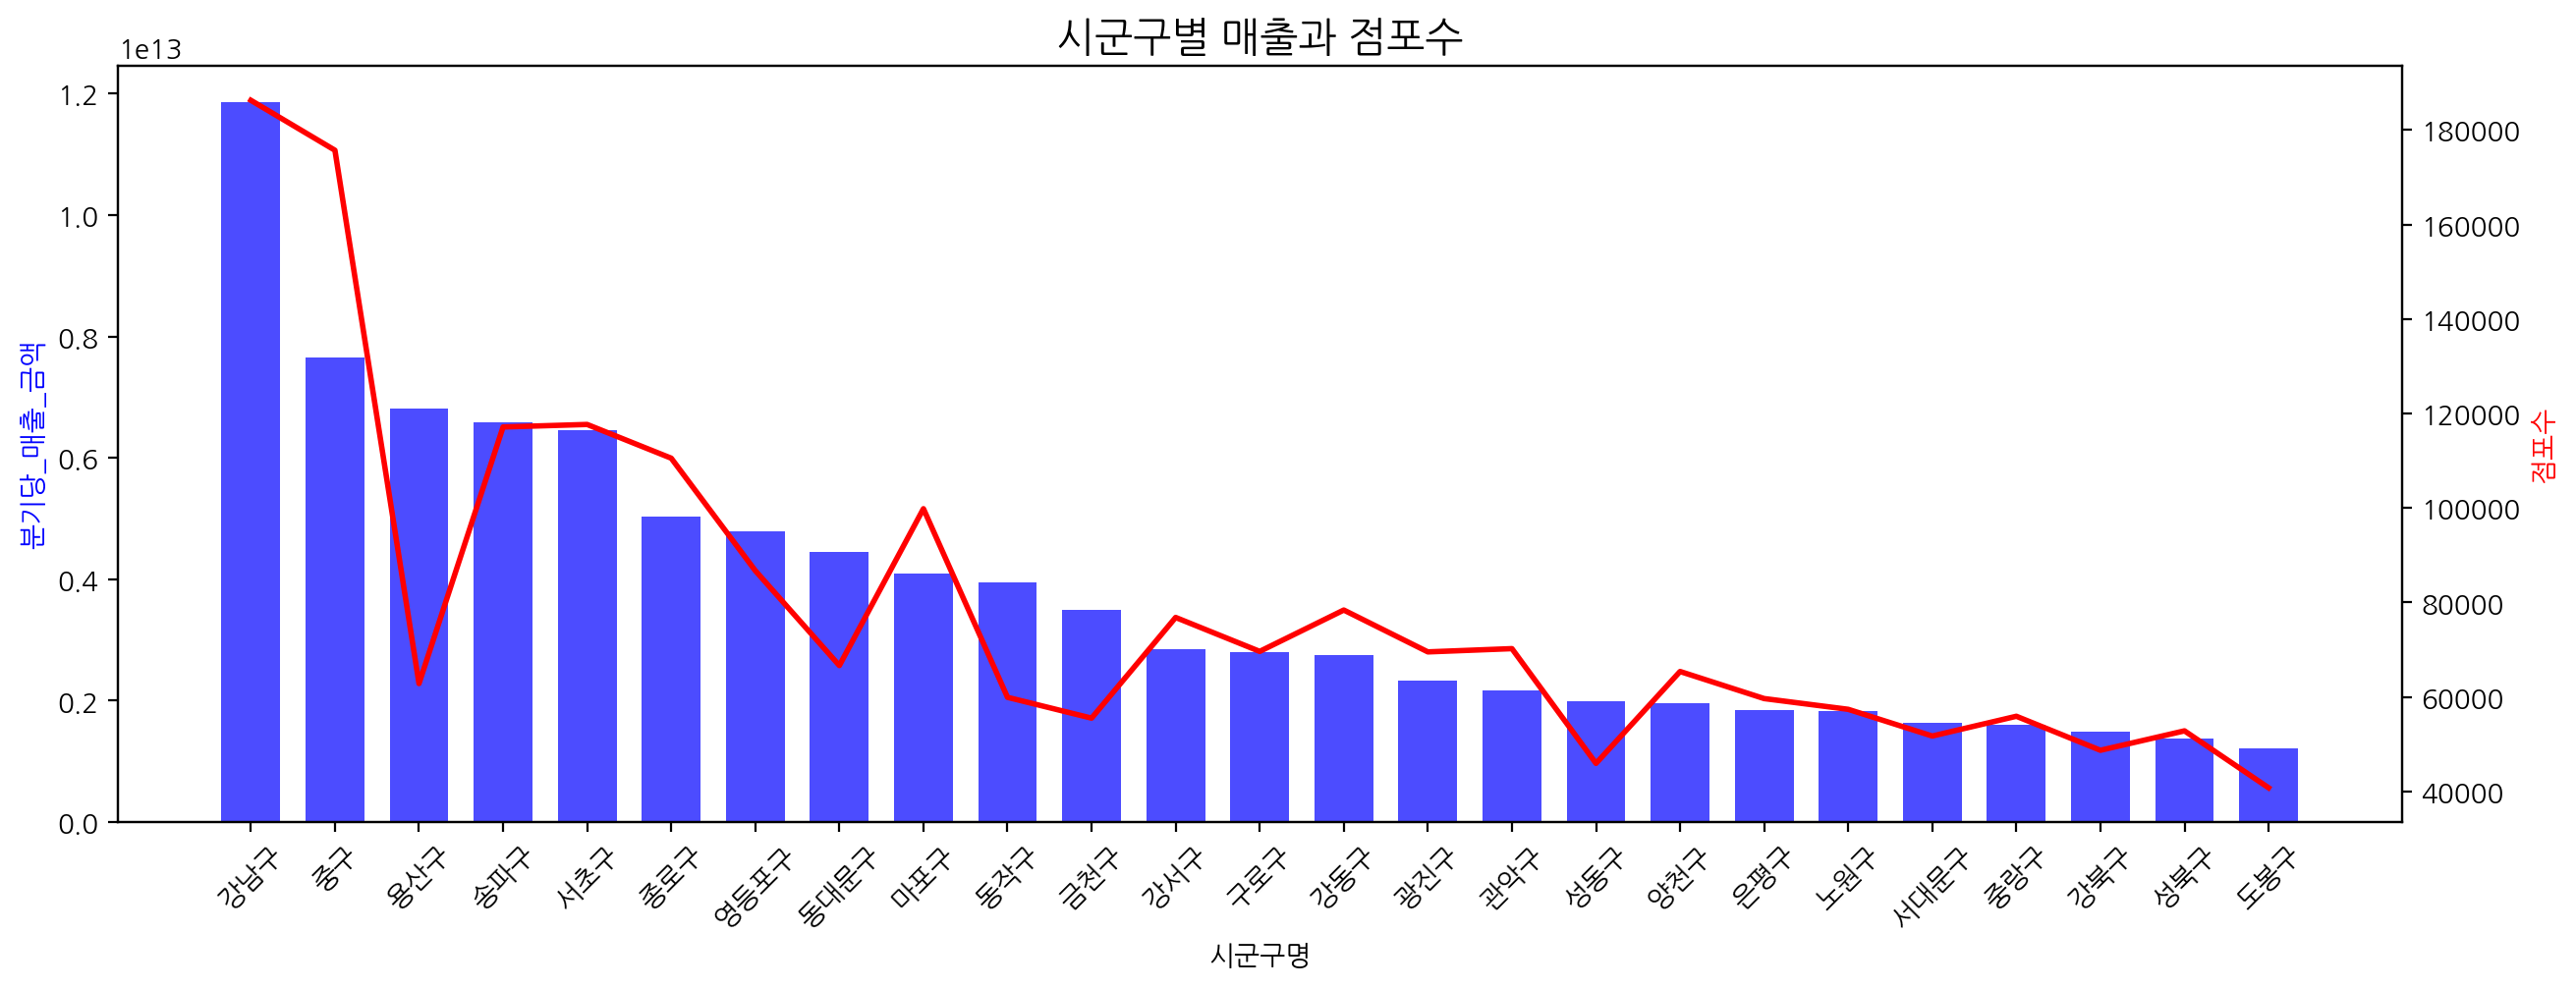 시군구별 매출과 점포수
1e13
1.2
1.0
0.8
0.6
0.4
0.2
0.0
분기당_매출_금액
180000
160000
140000
120000
100000
80000
60000
40000
점포수
강남구
중구
용산구
송파구
서초구
종로구
영등포구
동대문구
마포구
동작구
금천구
강서구
구로구
강동구
광진구
관악구
성동구
양천구
은평구
노원구
서대문구
중랑구
강북구
성북구
도봉구
시군구명